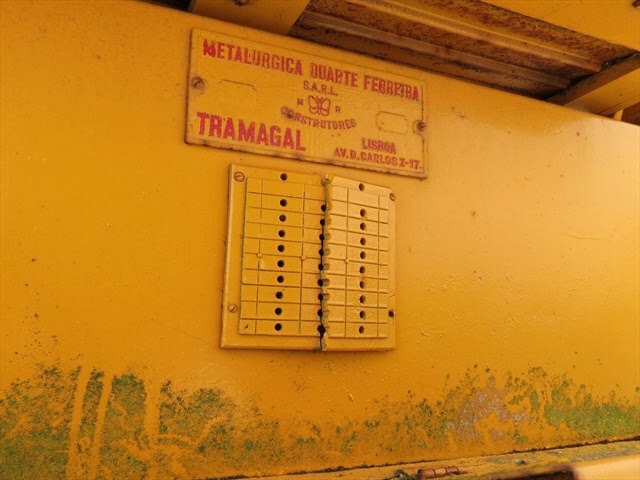 METALURGICA DUARTE FERREIRA
S.A.R.L.
CONSTRUTORES
TRAMAGAL
LISBOA
AV. D. CARLOS I-17.